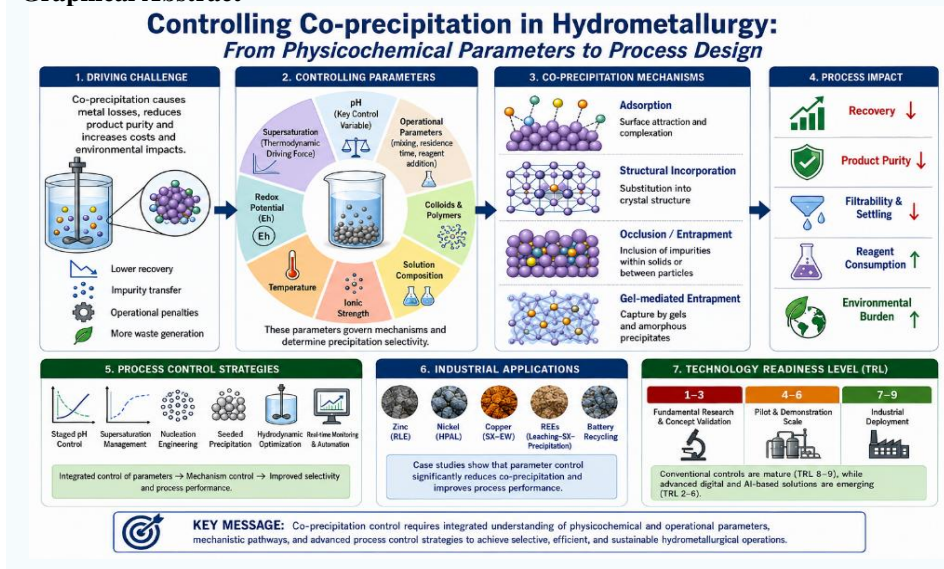 Graphical Abstract
Controlling Co-precipitation in Hydrometallurgy:
From Physicochemical Parameters to Process Design
1. DRIVING CHALLENGE
Co-precipitation causes
metal losses, reduces
product purity and
increases costs and
environmental impacts.
Lower recovery
Impurity transfer
Operational penalties
More waste generation
2. CONTROLLING PARAMETERS
pH
(Key Control
Variable)
Operational
Parameters
(mixing, residence
time, reagent
addition)
Colloids &
Polymers
Solution
Composition
Ionic
Strength
Temperature
Redox
Potential
(Eh)
Eh
Supersaturation
(Thermodynamic
Driving Force)
These parameters govern mechanisms and
determine precipitation selectivity.
3. CO-PRECIPITATION MECHANISMS
Adsorption
Surface attraction and
complexation
Structural Incorporation
Substitution into
crystal structure
Occlusion / Entrapment
Inclusion of impurities
within solids or
between particles
Gel-mediated Entrapment
Capture by gels
and amorphous
precipitates
4. PROCESS IMPACT
Recovery ↓
Product Purity ↓
Filtrability &
Settling ↓
Reagent
Consumption ↑
Environmental
Burden ↑
5. PROCESS CONTROL STRATEGIES
Staged pH
Control
Supersaturation
Management
Nucleation
Engineering
Seeded
Precipitation
Hydrodynamic
Optimization
Real-time Monitoring
& Automation
Integrated control of parameters → Mechanism control → Improved selectivity
and process performance.
6. INDUSTRIAL APPLICATIONS
Zinc
(RLE)
Nickel
(HPAL)
Copper
(SX–EW)
REEs
(Leaching–SX–
Precipitation)
Battery
Recycling
Case studies show that parameter control
significantly reduces co-precipitation and
improves process performance.
7. TECHNOLOGY READINESS LEVEL (TRL)
1–3
Fundamental Research
& Concept Validation
4–6
Pilot & Demonstration
Scale
7–9
Industrial
Deployment
Conventional controls are mature (TRL 8–9), while
advanced digital and AI-based solutions are emerging
(TRL 2–6).
KEY MESSAGE: Co-precipitation control requires integrated understanding of physicochemical and operational parameters,
mechanistic pathways, and advanced process control strategies to achieve selective, efficient, and sustainable hydrometallurgical operations.